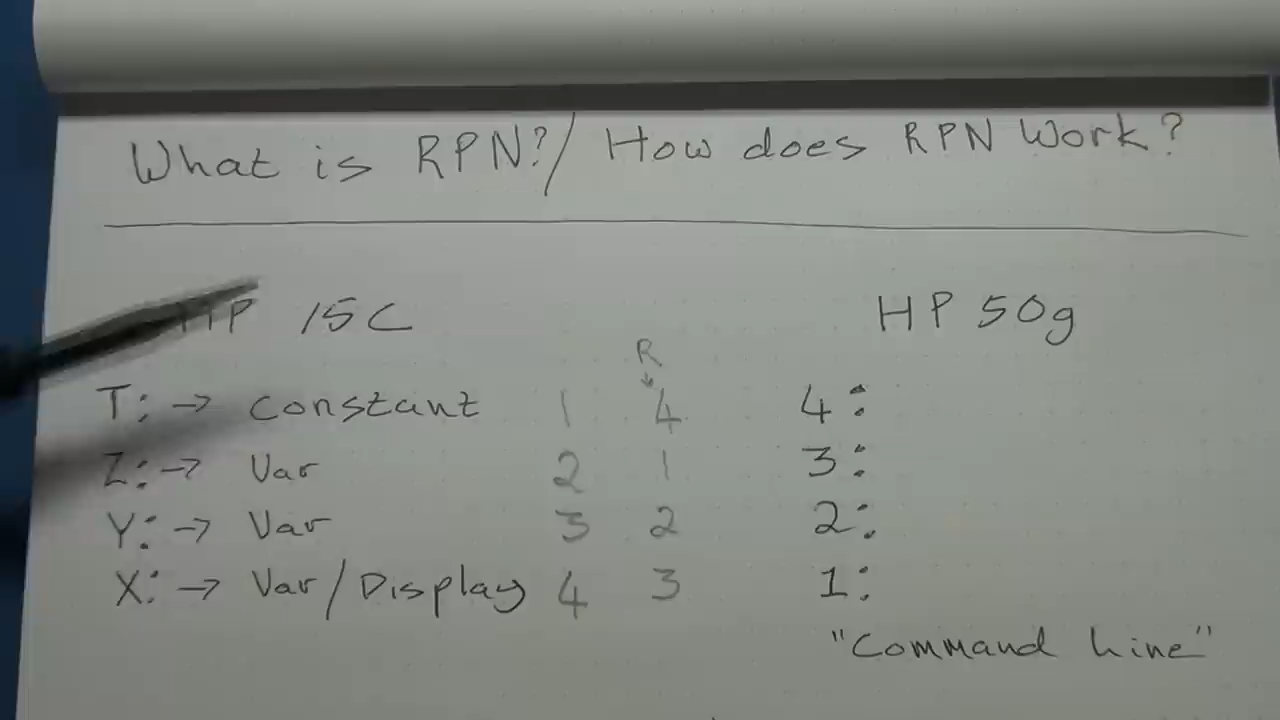 What is RPN?/ How does RPN Work?
HP 15C
HP 50g
R
T: → Constant 1 4
4:
Z: → Var 2 1
3:
Y: → Var 3 2
2:
X: → Var/Display 4 3
1:
"Command Line"